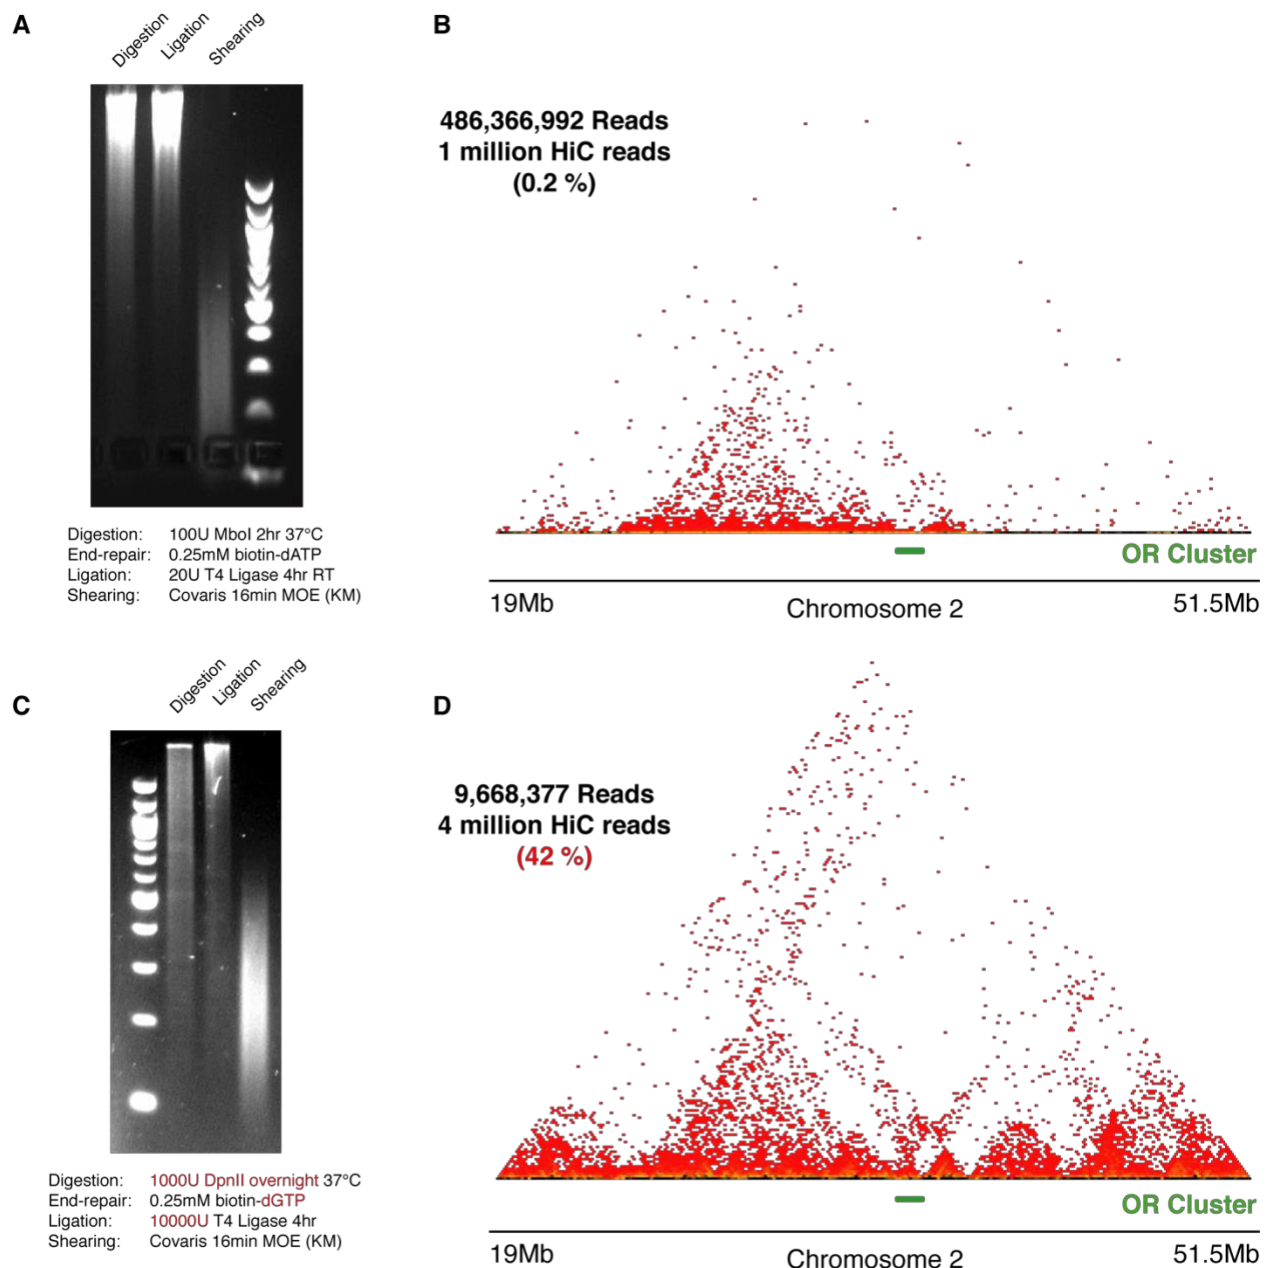 A
Digestion
Ligation
Shearing
Digestion: 100U MboI 2hr 37°C
End-repair: 0.25mM biotin-dATP
Ligation: 20U T4 Ligase 4hr RT
Shearing: Covaris 16min MOE (KM)
B
486,366,992 Reads
1 million HiC reads
(0.2 %)
OR Cluster
19Mb Chromosome 2 51.5Mb
C
Digestion
Ligation
Shearing
Digestion: 1000U DpnII overnight 37°C
End-repair: 0.25mM biotin-dGTP
Ligation: 10000U T4 Ligase 4hr
Shearing: Covaris 16min MOE (KM)
D
9,668,377 Reads
4 million HiC reads
(42 %)
OR Cluster
19Mb Chromosome 2 51.5Mb